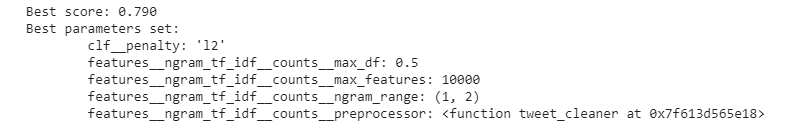 Best score: 0.790
Best parameters set:
clf__penalty: 'l2'
features__ngram_tf_idf__counts__max_df: 0.5
features__ngram_tf_idf__counts__max_features: 10000
features__ngram_tf_idf__counts__ngram_range: (1, 2)
features__ngram_tf_idf__counts__preprocessor: <function tweet_cleaner at 0x7f613d565e18>